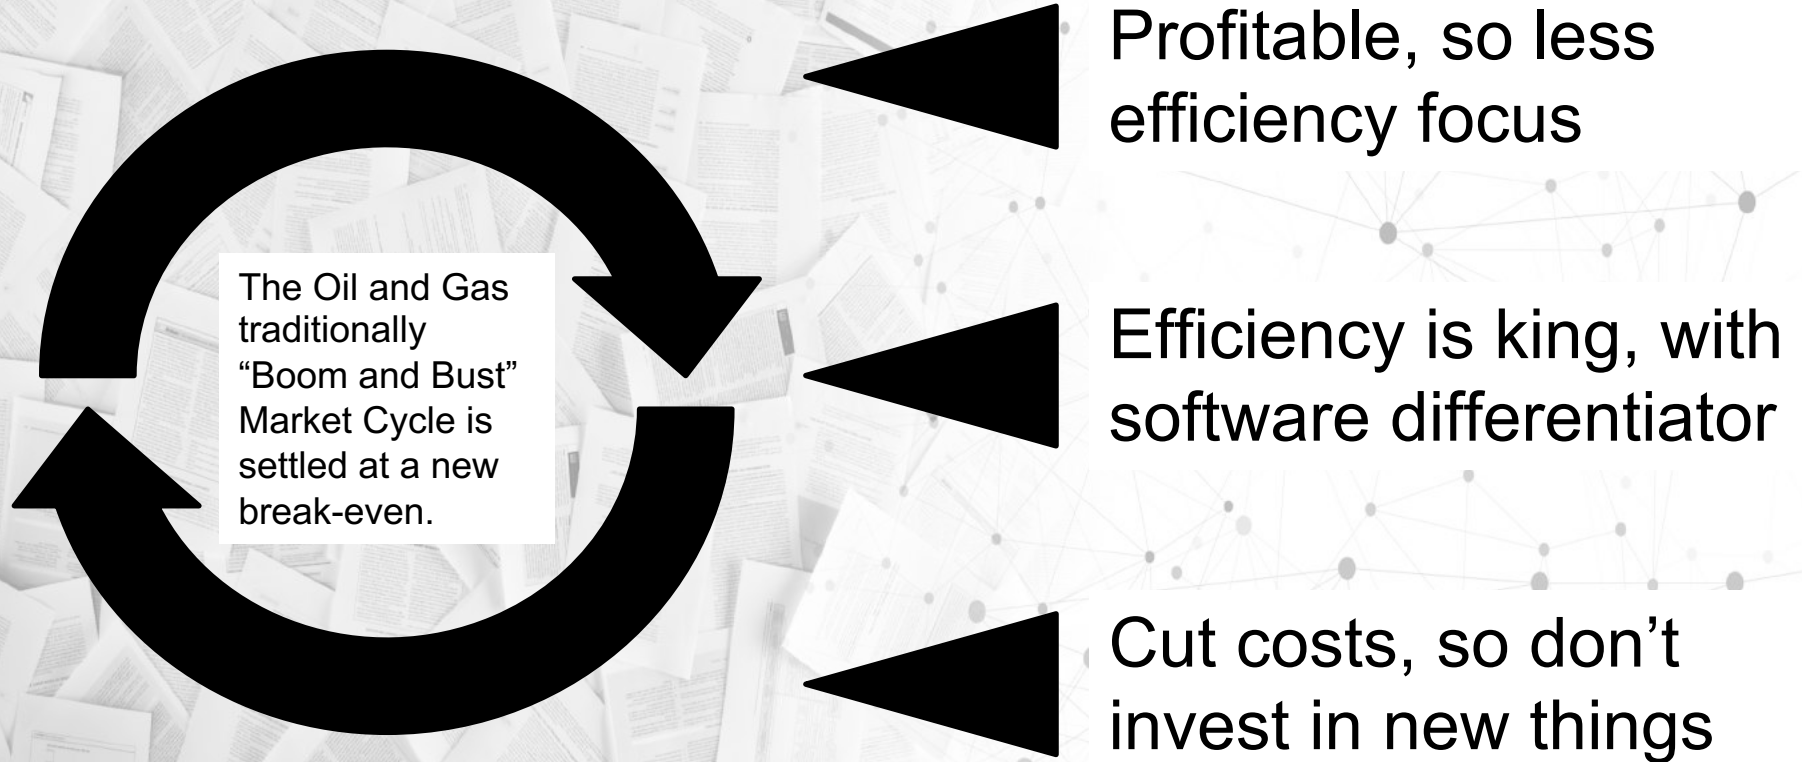 The Oil and Gas
traditionally
“Boom and Bust”
Market Cycle is
settled at a new
break-even.
Profitable, so less
efficiency focus
Efficiency is king, with
software differentiator
Cut costs, so don’t
invest in new things